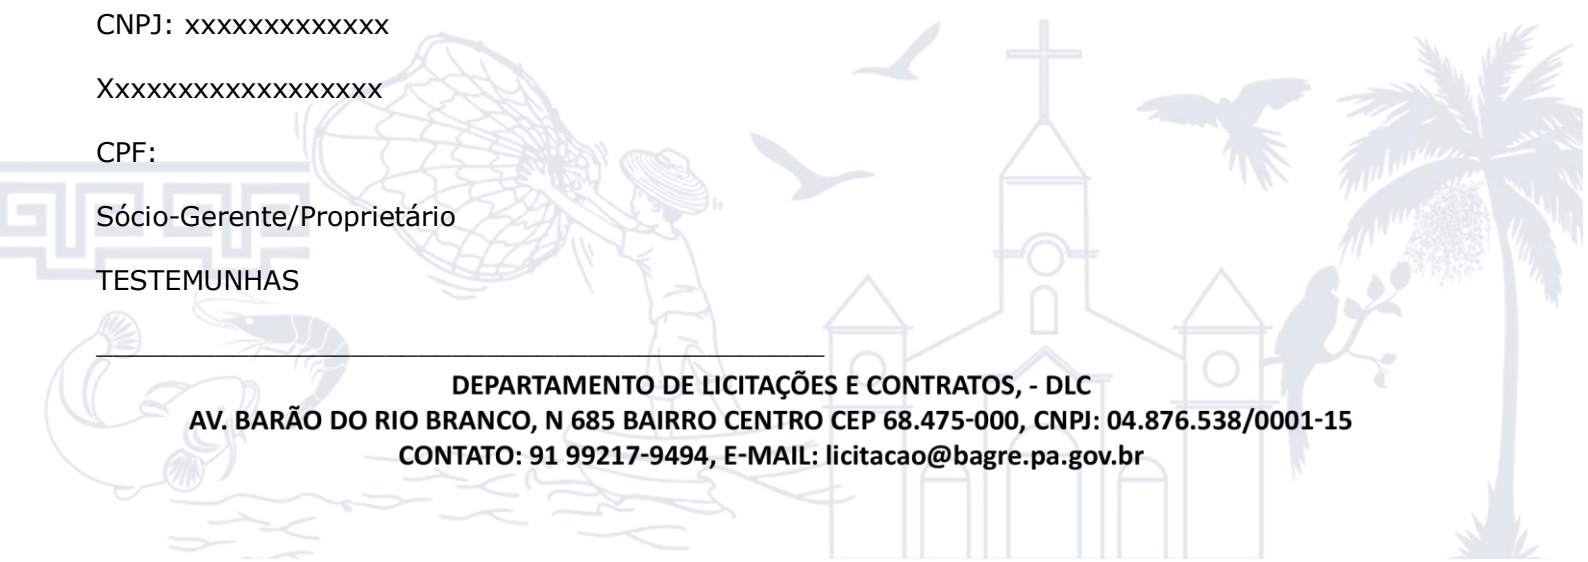 CNPJ: xxxxxxxxxxxxx
Xxxxxxxxxxxxxxxxxx
CPF:
Sócio-Gerente/Proprietário
TESTEMUNHAS
___________________________________________
DEPARTAMENTO DE LICITAÇÕES E CONTRATOS, - DLC
AV. BARÃO DO RIO BRANCO, N 685 BAIRRO CENTRO CEP 68.475-000, CNPJ: 04.876.538/0001-15
CONTATO: 91 99217-9494, E-MAIL: licitacao@bagre.pa.gov.br